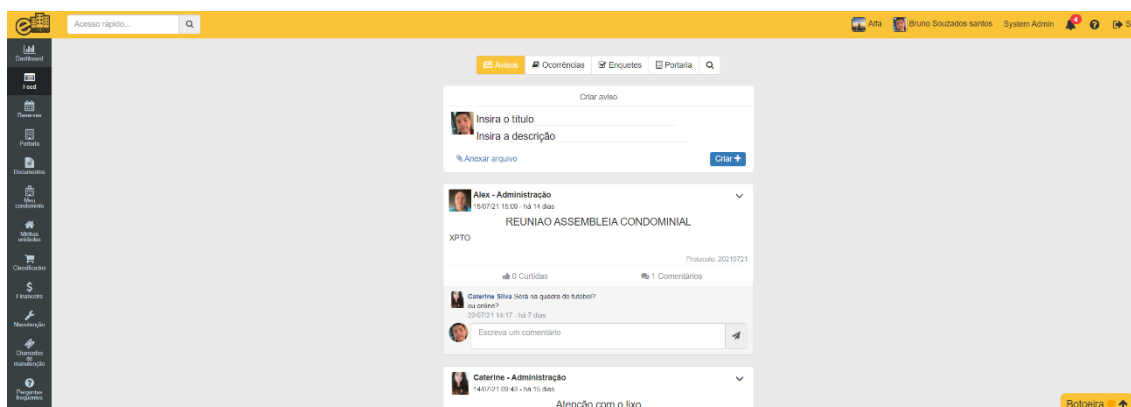 Acesso rápido...
Alfa
Bruno Souzados santos
System Admin
4
S
Dashboard
Feed
Reservas
Portaria
Documentos
Meu
condomínio
Minhas
unidades
Classificados
Financeiro
Manutenção
Chamados
de
manutenção
Perguntas
frequentes
Avisos
Ocorrências
Enquetes
Portaria
Criar aviso
Insira o título
Insira a descrição
Anexar arquivo
Criar
Alex - Administração
15/07/21 15:09 - há 14 dias
REUNIAO ASSEMBLEIA CONDOMINIAL
XPTO
Protocolo: 20210721
0 Curtidas
1 Comentários
Caterine Silva Será na quadra de futebol?
ou online?
22/07/21 14:17 - há 7 dias
Escreva um comentário
Caterine - Administração
14/07/21 09:43 - há 15 dias
Atenção com o lixo
Botoeira